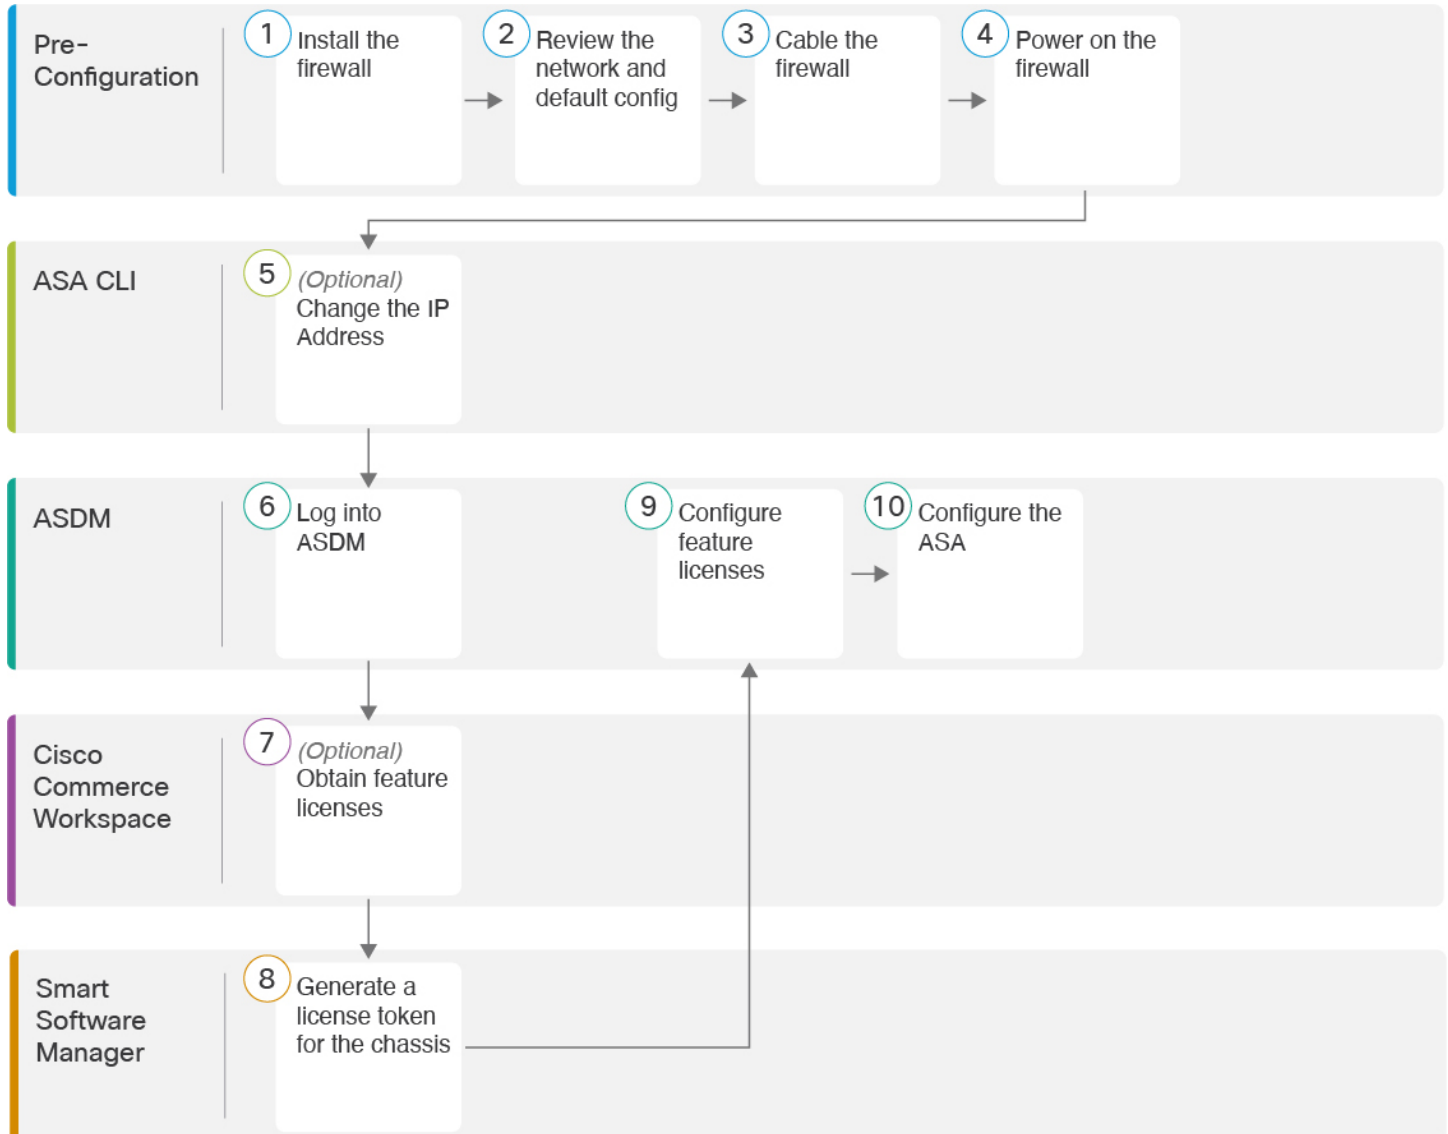 Pre-
Configuration
1
Install the
firewall
2
Review the
network and
default config
3
Cable the
firewall
4
Power on the
firewall
ASA CLI
5
(Optional)
Change the IP
Address
ASDM
6
Log into
ASDM
9
Configure
feature
licenses
10
Configure the
ASA
Cisco
Commerce
Workspace
7
(Optional)
Obtain feature
licenses
Smart
Software
Manager
8
Generate a
license token
for the chassis